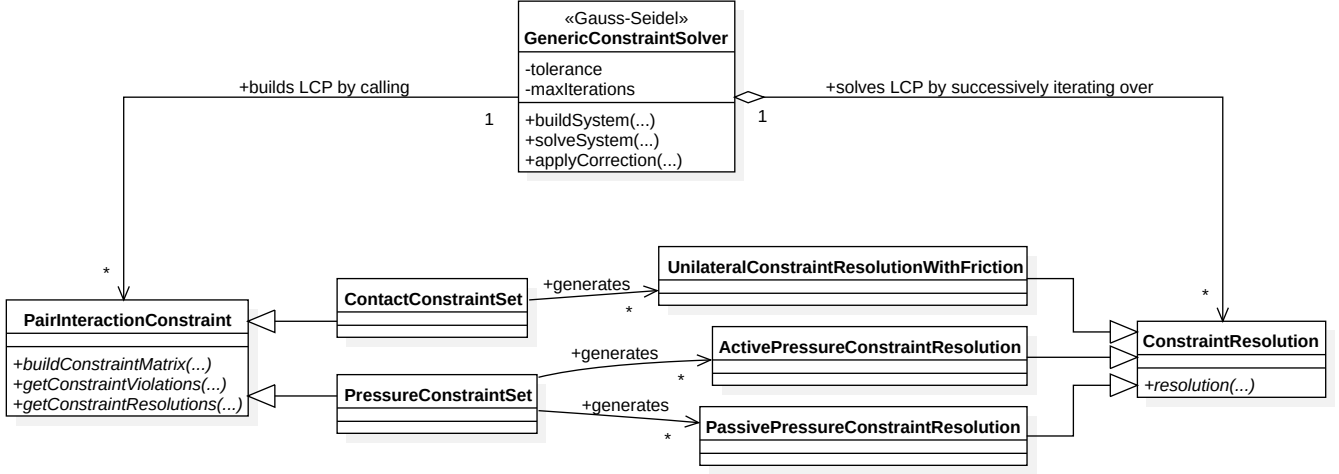 «Gauss-Seidel»
GenericConstraintSolver
-tolerance
-maxIterations
+buildSystem(...)
+solveSystem(...)
+applyCorrection(...)
+builds LCP by calling
1
*
+solves LCP by successively iterating over
1
*
PairInteractionConstraint
+buildConstraintMatrix(...)
+getConstraintViolations(...)
+getConstraintResolutions(...)
ContactConstraintSet
+generates
*
UnilateralConstraintResolutionWithFriction
PressureConstraintSet
+generates
*
ActivePressureConstraintResolution
+generates
*
PassivePressureConstraintResolution
ConstraintResolution
+resolution(...)